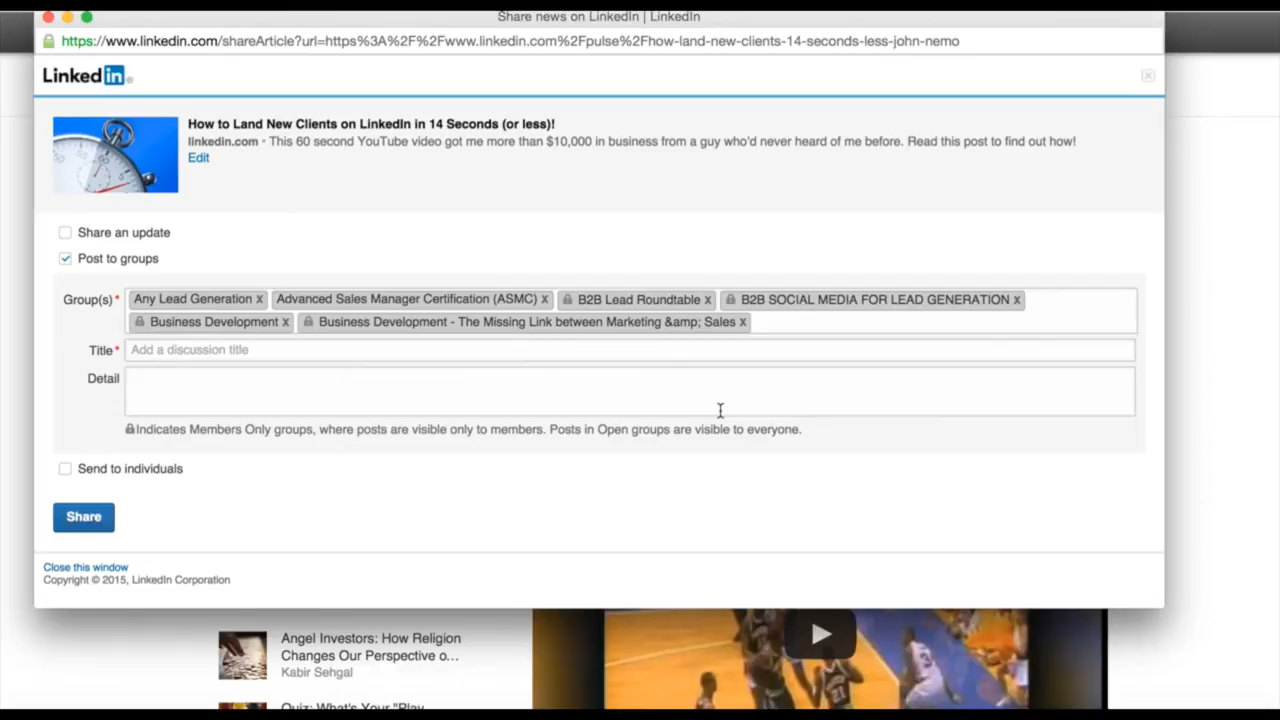 Share news on LinkedIn | LinkedIn
https://www.linkedin.com/shareArticle?url=https%3A%2F%2Fwww.linkedin.com%2Fpulse%2Fhow-land-new-clients-14-seconds-less-john-nemo
Linkedin
How to Land New Clients on LinkedIn in 14 Seconds (or less)!
linkedin.com · This 60 second YouTube video got me more than $10,000 in business from a guy who'd never heard of me before. Read this post to find out how!
Edit
Share an update
Post to groups
Group(s)* Any Lead Generation x Advanced Sales Manager Certification (ASMC) x B2B Lead Roundtable x B2B SOCIAL MEDIA FOR LEAD GENERATION x
Business Development x Business Development - The Missing Link between Marketing &amp; Sales x
Title* Add a discussion title
Detail
Indicates Members Only groups, where posts are visible only to members. Posts in Open groups are visible to everyone.
Send to individuals
Share
Close this window
Copyright © 2015, LinkedIn Corporation
Angel Investors: How Religion
Changes Our Perspective o...
Kabir Sehgal
Quiz: What's Your "Play